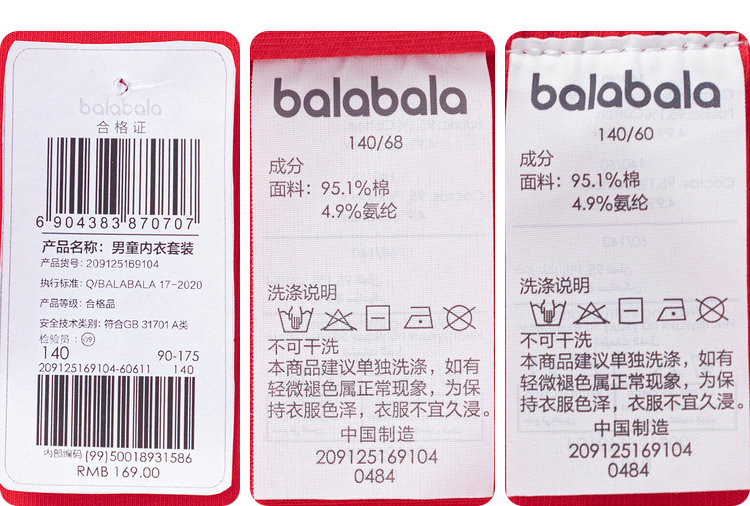 balabala
合格证
6 904383 870707
产品名称：男童内衣套装
产品货号：209125169104
执行标准：Q/BALABALA 17-2020
产品等级：合格品
安全技术类别：符合GB 31701 A类
检验员：09
140 90-175
209125169104-60611 140
内部编码 (99)50018931586
RMB 169.00
balabala
140/68
成分
面料：95.1%棉
4.9%氨纶
洗涤说明
不可干洗
本商品建议单独洗涤，如有
轻微褪色属正常现象，为保
持衣服色泽，衣服不宜久浸。
中国制造
209125169104
0484
balabala
140/60
成分
面料：95.1%棉
4.9%氨纶
洗涤说明
不可干洗
本商品建议单独洗涤，如有
轻微褪色属正常现象，为保
持衣服色泽，衣服不宜久浸。
中国制造
209125169104
0484